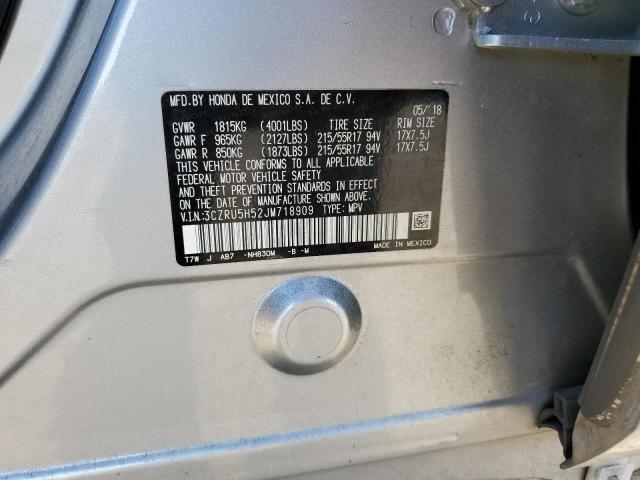 MFD.BY HONDA DE MEXICO S.A. DE C.V.
05/'18
GVWR 1815KG (4001LBS) TIRE SIZE RIM SIZE
GAWR F 965KG (2127LBS) 215/55R17 94V 17X7.5J
GAWR R 850KG (1873LBS) 215/55R17 94V 17X7.5J
THIS VEHICLE CONFORMS TO ALL APPLICABLE
FEDERAL MOTOR VEHICLE SAFETY
AND THEFT PREVENTION STANDARDS IN EFFECT
ON THE DATE OF MANUFACTURE SHOWN ABOVE.
V.I.N:3CZRU5H52JM718909 TYPE: MPV
T7W J AB7 -NH830M -B -M
MADE IN MEXICO